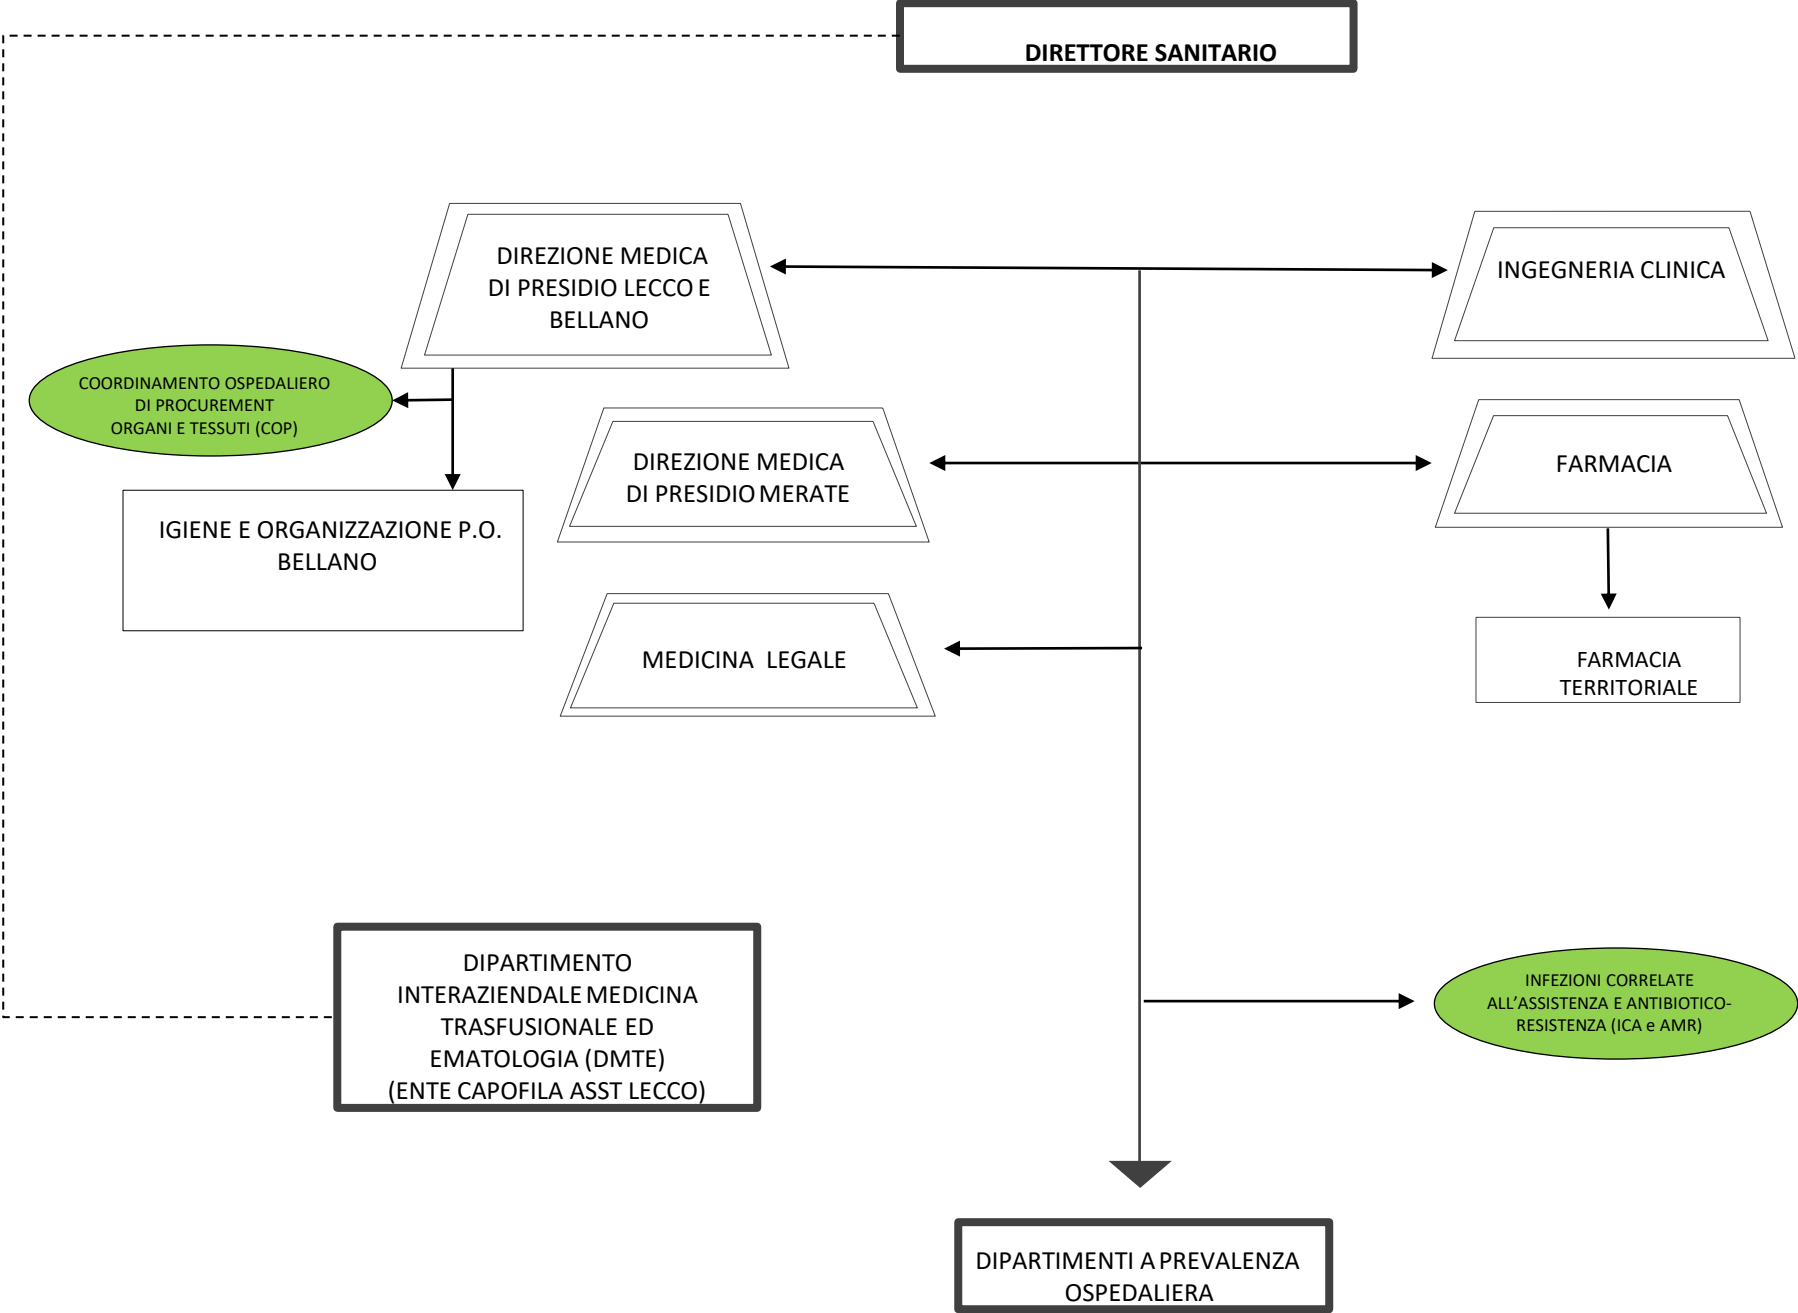 DIRETTORE SANITARIO
DIREZIONE MEDICA
DI PRESIDIO LECCO E
BELLANO
INGEGNERIA CLINICA
COORDINAMENTO OSPEDALIERO
DI PROCUREMENT
ORGANI E TESSUTI (COP)
DIREZIONE MEDICA
DI PRESIDIO MERATE
FARMACIA
IGIENE E ORGANIZZAZIONE P.O.
BELLANO
MEDICINA LEGALE
FARMACIA
TERRITORIALE
DIPARTIMENTO
INTERAZIENDALE MEDICINA
TRASFUSIONALE ED
EMATOLOGIA (DMTE)
(ENTE CAPOFILA ASST LECCO)
INFEZIONI CORRELATE
ALL’ASSISTENZA E ANTIBIOTICO-
RESISTENZA (ICA e AMR)
DIPARTIMENTI A PREVALENZA
OSPEDALIERA